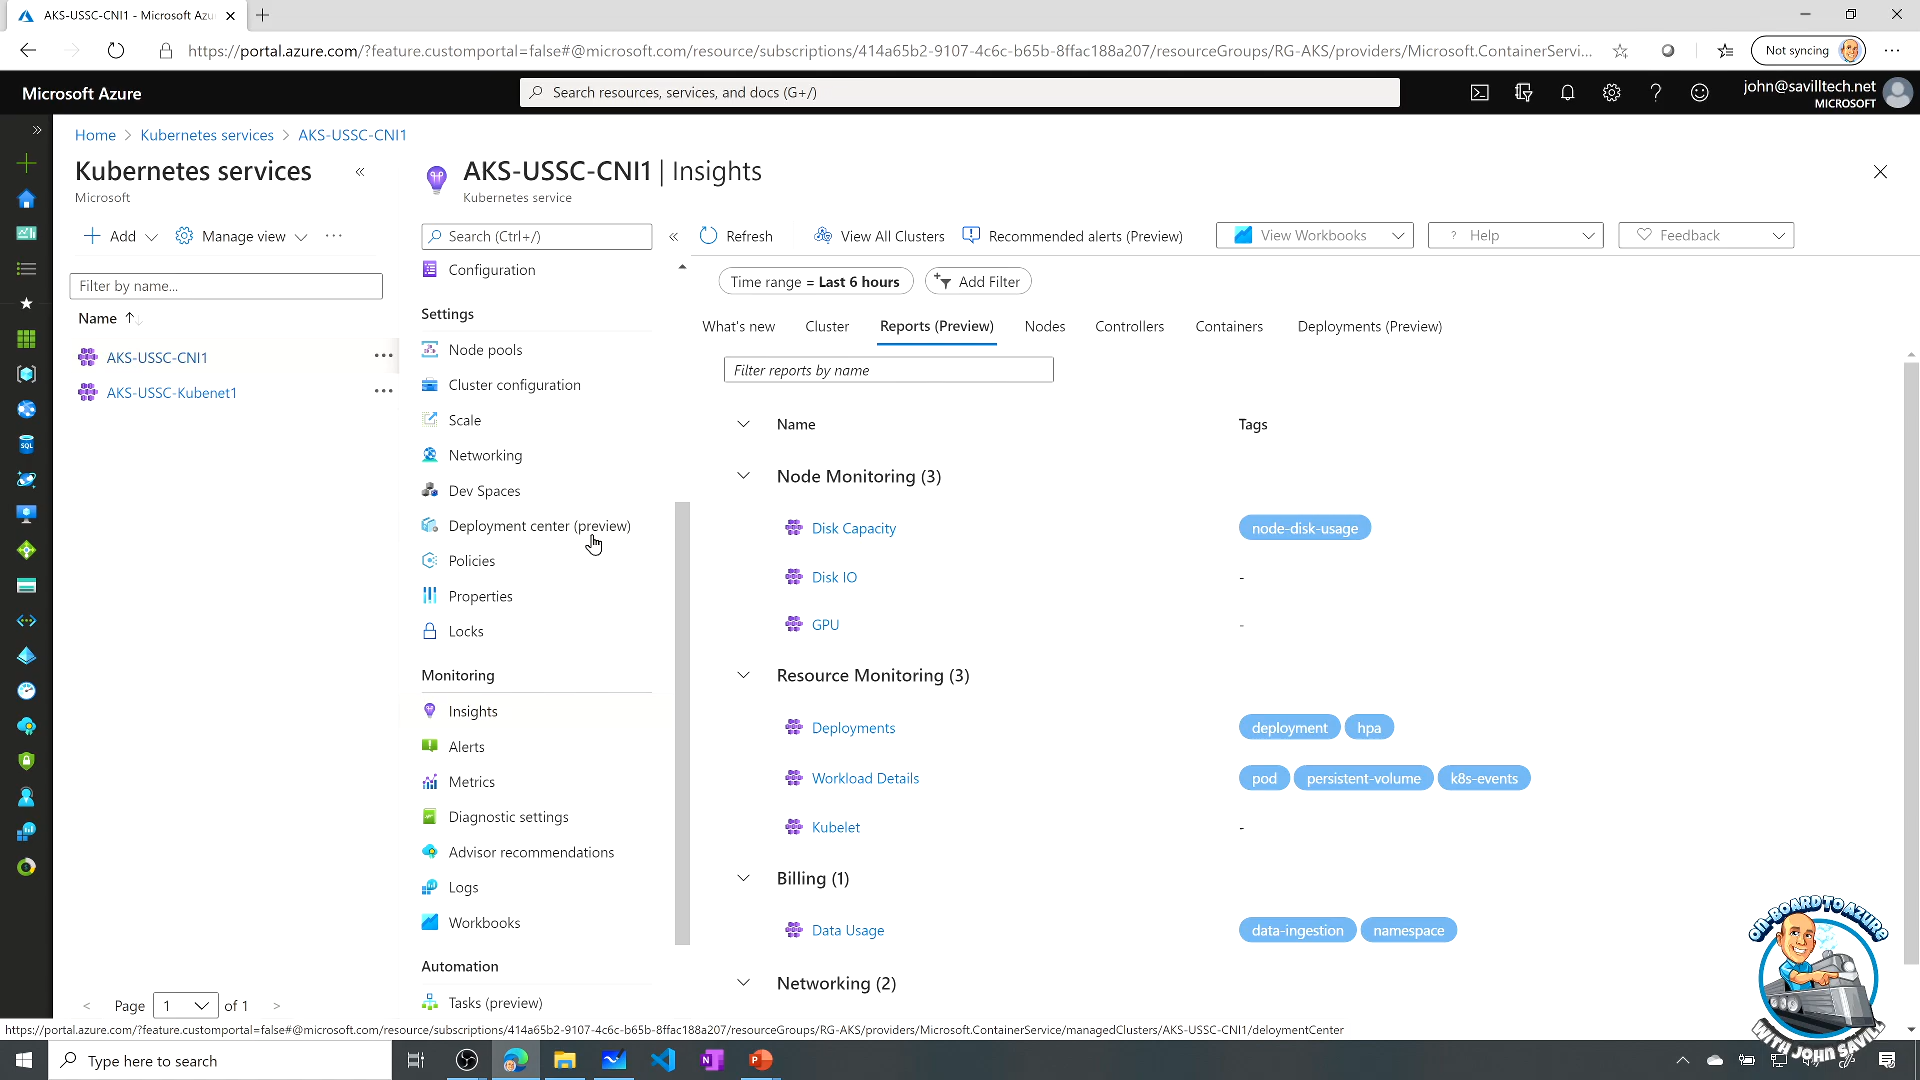 AKS-USSC-CNI1 - Microsoft Azu
https://portal.azure.com/?feature.customportal=false#@microsoft.com/resource/subscriptions/414a65b2-9107-4c6c-b65b-8ffac188a207/resourceGroups/RG-AKS/providers/Microsoft.ContainerServi...
Not syncing
Microsoft Azure
Search resources, services, and docs (G+/)
john@savilltech.net
MICROSOFT
Home > Kubernetes services > AKS-USSC-CNI1
Kubernetes services
Microsoft
Add
Manage view
Filter by name...
Name
AKS-USSC-CNI1
AKS-USSC-Kubenet1
Page 1 of 1
AKS-USSC-CNI1 | Insights
Kubernetes service
Search (Ctrl+/)
Configuration
Settings
Node pools
Cluster configuration
Scale
Networking
Dev Spaces
Deployment center (preview)
Policies
Properties
Locks
Monitoring
Insights
Alerts
Metrics
Diagnostic settings
Advisor recommendations
Logs
Workbooks
Automation
Tasks (preview)
Refresh
View All Clusters
Recommended alerts (Preview)
View Workbooks
? Help
Feedback
Time range = Last 6 hours
Add Filter
What's new
Cluster
Reports (Preview)
Nodes
Controllers
Containers
Deployments (Preview)
Filter reports by name
Name Tags
Node Monitoring (3)
Disk Capacity node-disk-usage
Disk IO -
GPU -
Resource Monitoring (3)
Deployments deployment hpa
Workload Details pod persistent-volume k8s-events
Kubelet -
Billing (1)
Data Usage data-ingestion namespace
Networking (2)
ON-BOARD TO AZURE
WITH JOHN SAVILL
https://portal.azure.com/?feature.customportal=false#@microsoft.com/resource/subscriptions/414a65b2-9107-4c6c-b65b-8ffac188a207/resourceGroups/RG-AKS/providers/Microsoft.ContainerService/managedClusters/AKS-USSC-CNI1/deloymentCenter
Type here to search